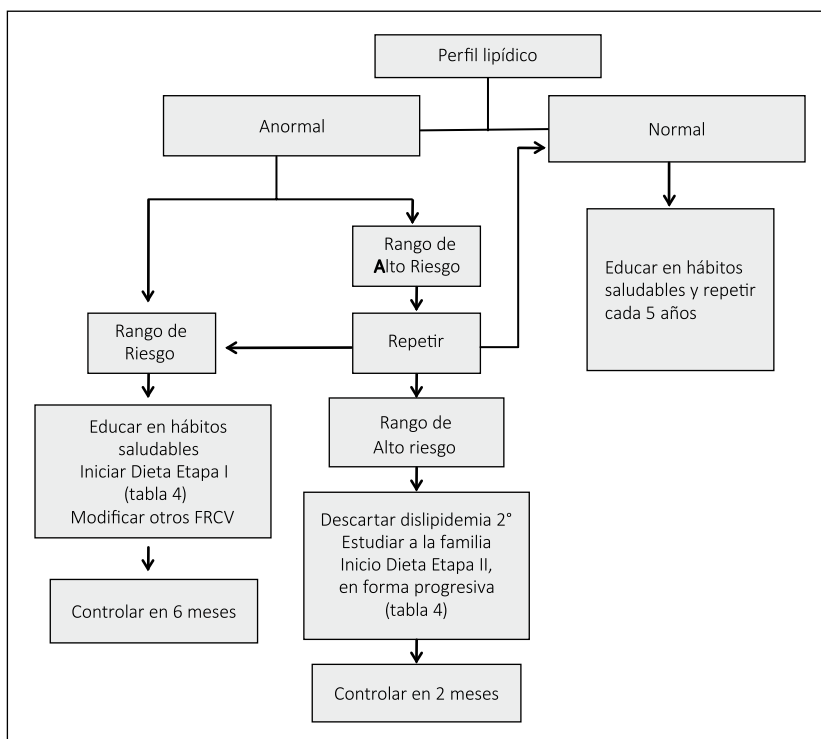 Perfil lipídico
Anormal
Normal
Rango de
Alto Riesgo
Educar en hábitos
saludables y repetir
cada 5 años
Rango de
Riesgo
Repetir
Educar en hábitos
saludables
Iniciar Dieta Etapa I
(tabla 4)
Modificar otros FRCV
Rango de
Alto riesgo
Descartar dislipidemia 2°
Estudiar a la familia
Inicio Dieta Etapa II,
en forma progresiva
(tabla 4)
Controlar en 6 meses
Controlar en 2 meses